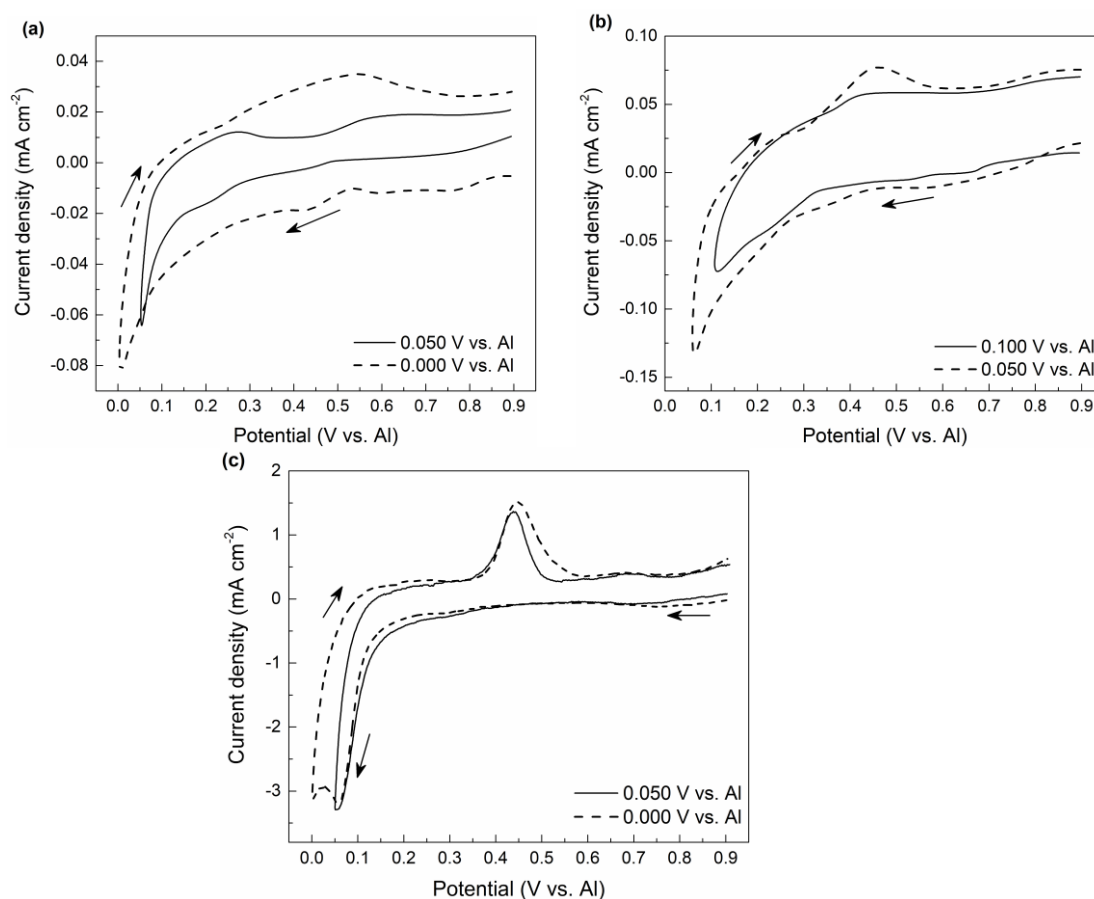 (a)
0.04
0.02
0.00
-0.02
-0.04
-0.06
-0.08
Current density (mA cm-2)
0.050 V vs. Al
0.000 V vs. Al
0.0 0.1 0.2 0.3 0.4 0.5 0.6 0.7 0.8 0.9
Potential (V vs. Al)
(b)
0.10
0.05
0.00
-0.05
-0.10
-0.15
Current density (mA cm-2)
0.100 V vs. Al
0.050 V vs. Al
0.0 0.1 0.2 0.3 0.4 0.5 0.6 0.7 0.8 0.9
Potential (V vs. Al)
(c)
2
1
0
-1
-2
-3
Current density (mA cm-2)
0.050 V vs. Al
0.000 V vs. Al
0.0 0.1 0.2 0.3 0.4 0.5 0.6 0.7 0.8 0.9
Potential (V vs. Al)